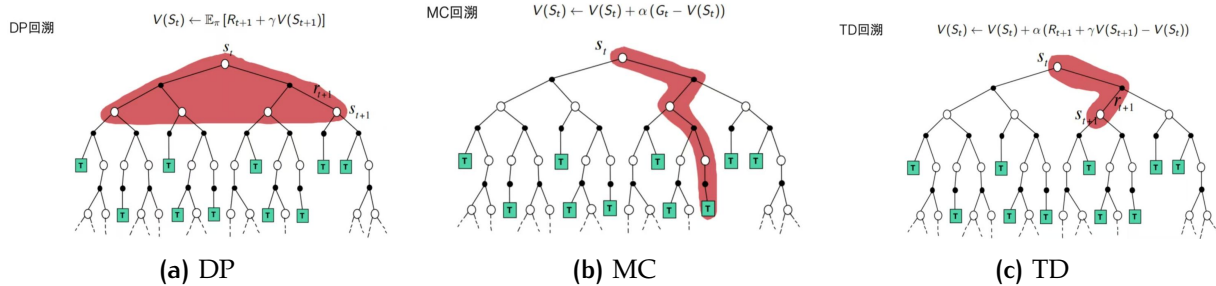 DP回溯
V(S_t) ← 𝔼_π [R_{t+1} + γV(S_{t+1})]
s_t
r_{t+1}
s_{t+1}
T T T T T
T T T T T
(a) DP
MC回溯
V(S_t) ← V(S_t) + α (G_t − V(S_t))
s_t
T T T T
T T T T T
(b) MC
TD回溯
V(S_t) ← V(S_t) + α (R_{t+1} + γV(S_{t+1}) − V(S_t))
s_t
r_{t+1}
s_{t+1}
T T T T
T T T T T
(c) TD